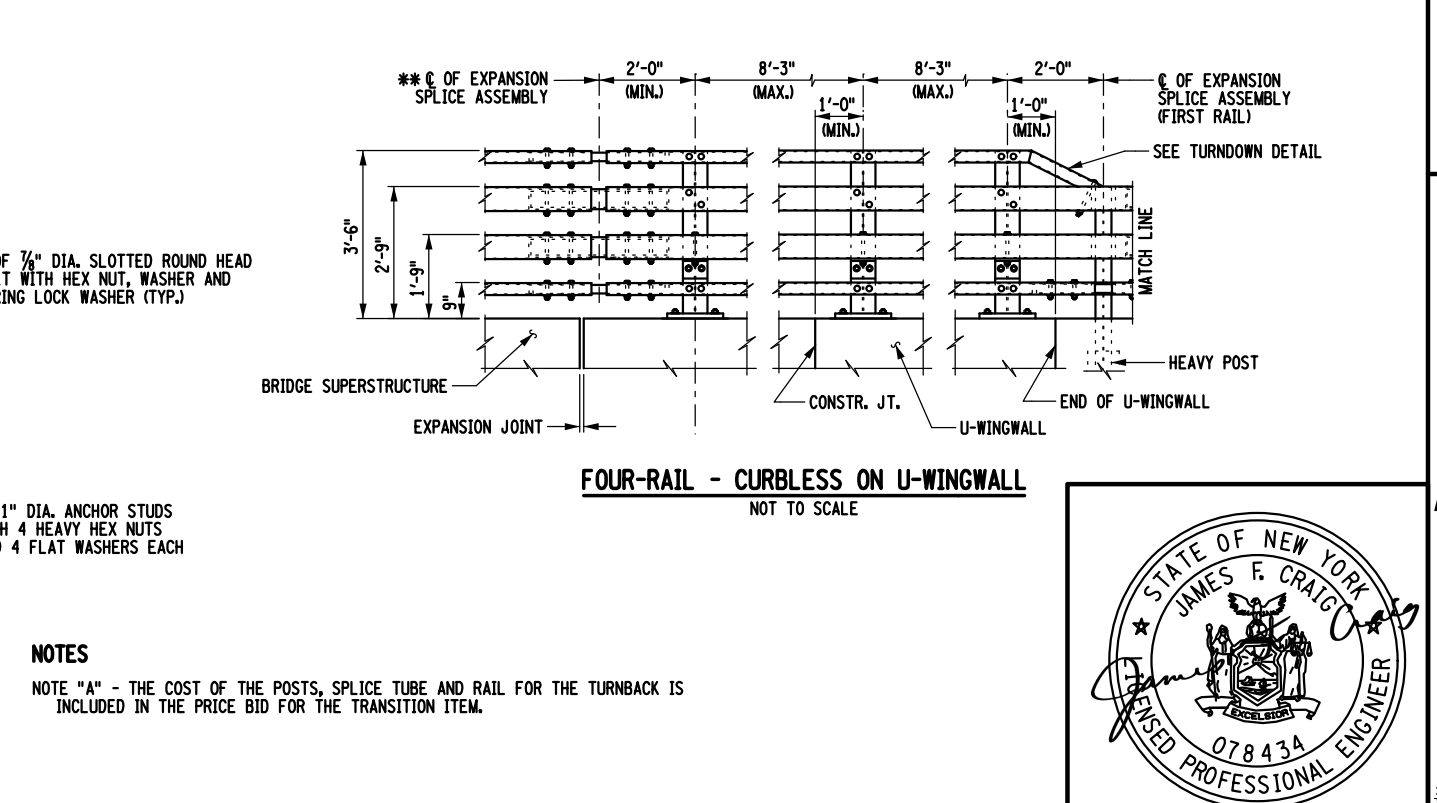 ** ℄ OF EXPANSION
SPLICE ASSEMBLY
2'-0"
(MIN.)
8'-3"
(MAX.)
8'-3"
(MAX.)
2'-0"
1'-0"
(MIN.)
1'-0"
(MIN.)
℄ OF EXPANSION
SPLICE ASSEMBLY
(FIRST RAIL)
SEE TURNDOWN DETAIL
3'-6"
2'-9"
1'-9"
9"
MATCH LINE
OF 7/8" DIA. SLOTTED ROUND HEAD
T WITH HEX NUT, WASHER AND
RING LOCK WASHER (TYP.)
BRIDGE SUPERSTRUCTURE
EXPANSION JOINT
CONSTR. JT.
U-WINGWALL
END OF U-WINGWALL
HEAVY POST
FOUR-RAIL - CURBLESS ON U-WINGWALL
NOT TO SCALE
1" DIA. ANCHOR STUDS
H 4 HEAVY HEX NUTS
4 FLAT WASHERS EACH
NOTES
NOTE "A" - THE COST OF THE POSTS, SPLICE TUBE AND RAIL FOR THE TURNBACK IS
INCLUDED IN THE PRICE BID FOR THE TRANSITION ITEM.
STATE OF NEW YORK
JAMES F. CRAIG
James Craig
EXCELSIOR
078434
LICENSED PROFESSIONAL ENGINEER